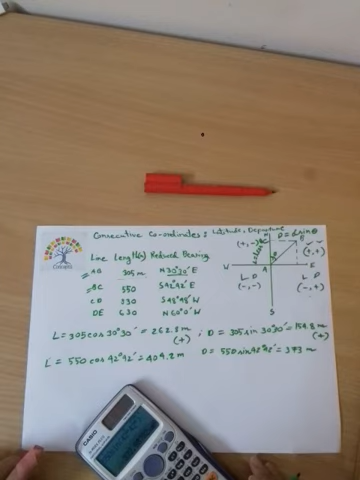 Consecutive Co-ordinates: Latitude, Departure
Line Length(m) Reduced Bearing
AB 305 m N 30°30' E
BC 550 S 42°42' E
CD 830 S 48°48' W
DE 630 N 60°0' W
D = l sin θ
(+,-)
B
W
A
E
L D
(-,-)
L D
(-,+)
S
L = 305 cos 30°30' = 262.8 m (+) ; D = 305 sin 30°30' = 154.8 m (+)
L = 550 cos 42°42' = 404.2 m D = 550 sin 42°42' = 373 m
CASIO